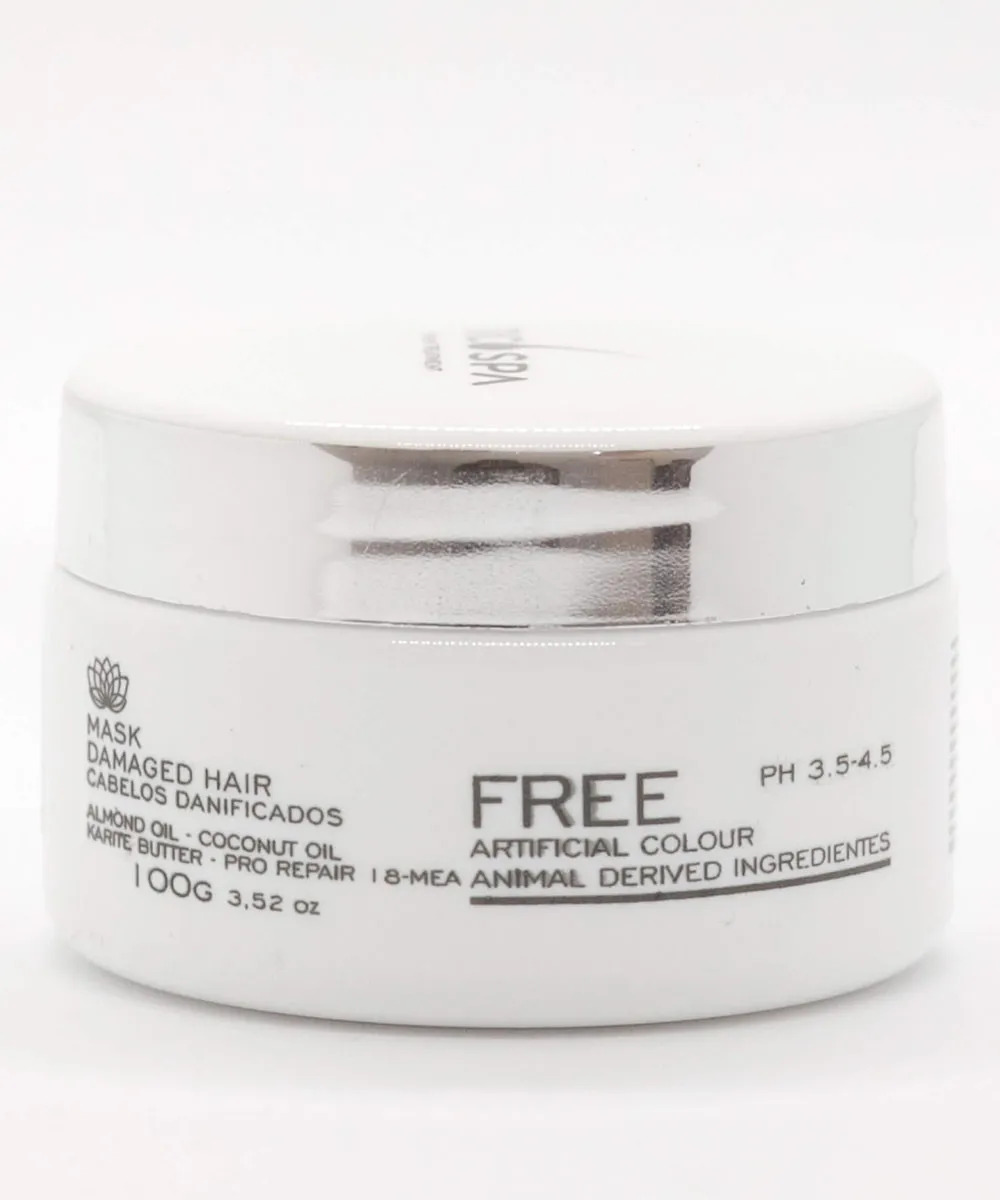 SPA
MASK
DAMAGED HAIR
CABELOS DANIFICADOS
ALMOND OIL - COCONUT OIL
KARITE BUTTER - PRO REPAIR 18-MEA
100G 3,52 oz
FREE
ARTIFICIAL COLOUR
ANIMAL DERIVED INGREDIENTES
PH 3.5-4.5